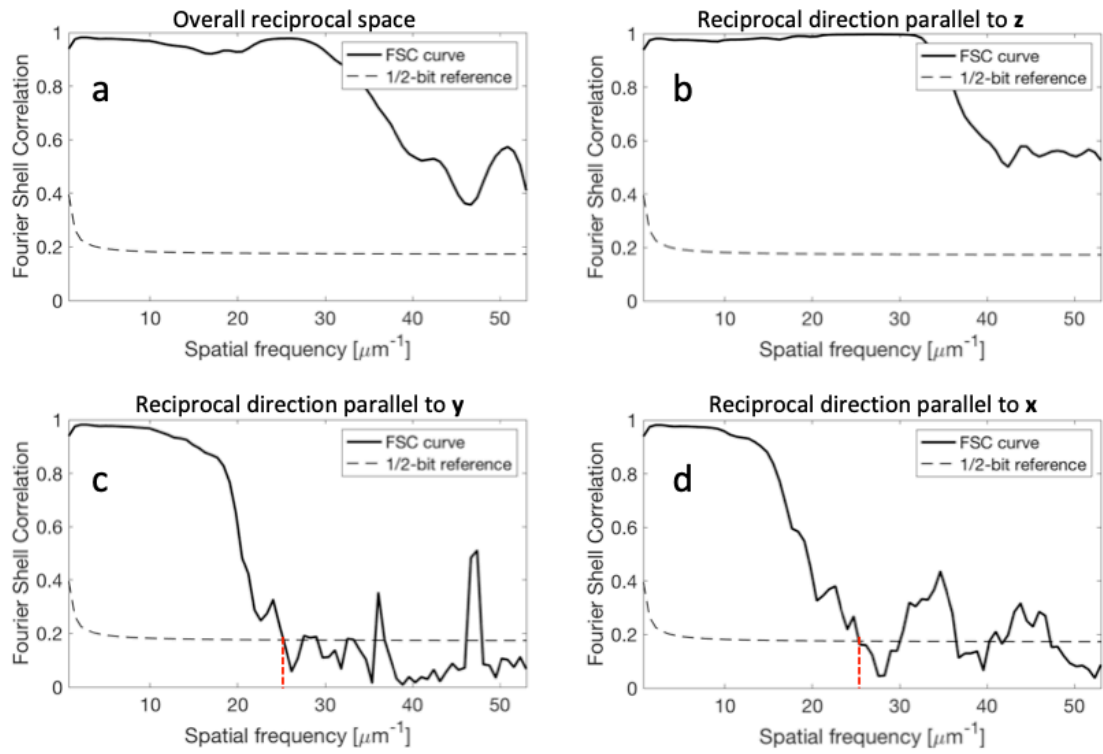 Overall reciprocal space
Fourier Shell Correlation
1
0.8
0.6
0.4
0.2
0
a
FSC curve
1/2-bit reference
10 20 30 40 50
Spatial frequency [μm⁻¹]
Reciprocal direction parallel to z
Fourier Shell Correlation
1
0.8
0.6
0.4
0.2
0
b
FSC curve
1/2-bit reference
10 20 30 40 50
Spatial frequency [μm⁻¹]
Reciprocal direction parallel to y
Fourier Shell Correlation
1
0.8
0.6
0.4
0.2
0
c
FSC curve
1/2-bit reference
10 20 30 40 50
Spatial frequency [μm⁻¹]
Reciprocal direction parallel to x
Fourier Shell Correlation
1
0.8
0.6
0.4
0.2
0
d
FSC curve
1/2-bit reference
10 20 30 40 50
Spatial frequency [μm⁻¹]